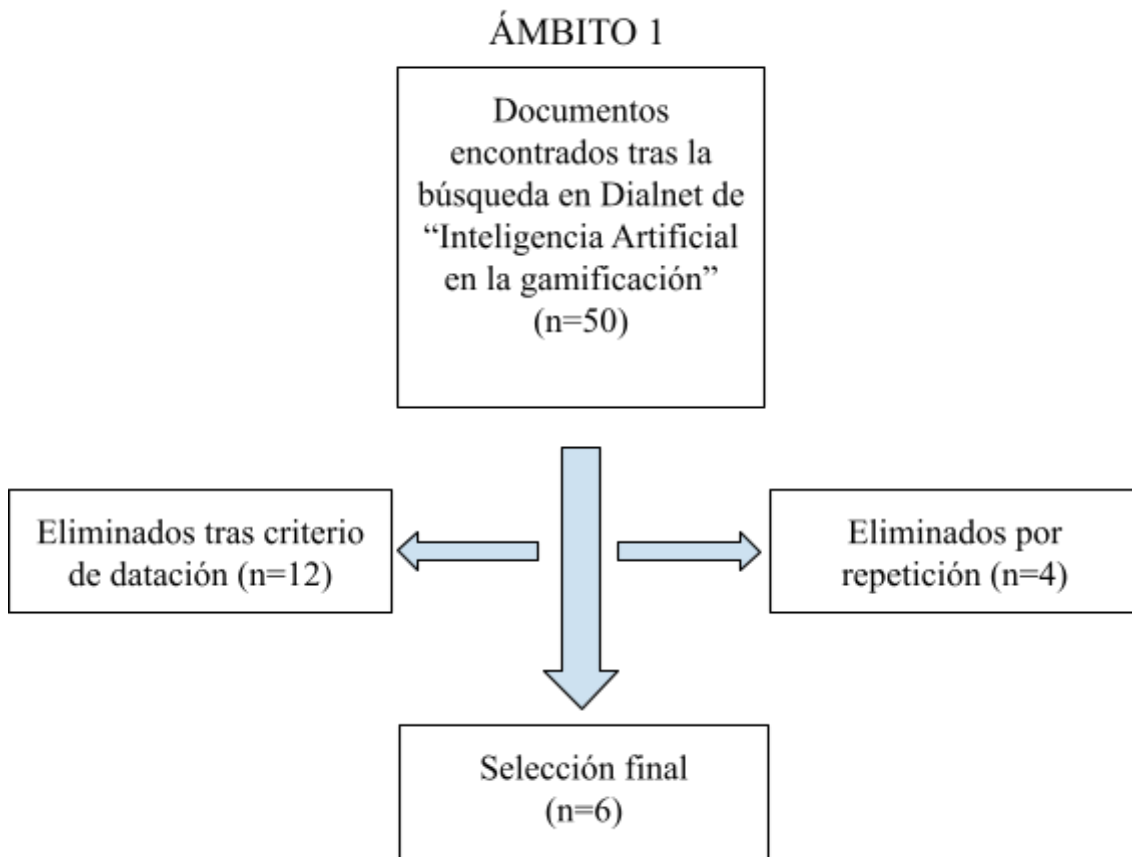 ÁMBITO 1
Documentos
encontrados tras la
búsqueda en Dialnet de
“Inteligencia Artificial
en la gamificación”
(n=50)
Eliminados tras criterio
de datación (n=12)
Eliminados por
repetición (n=4)
Selección final
(n=6)